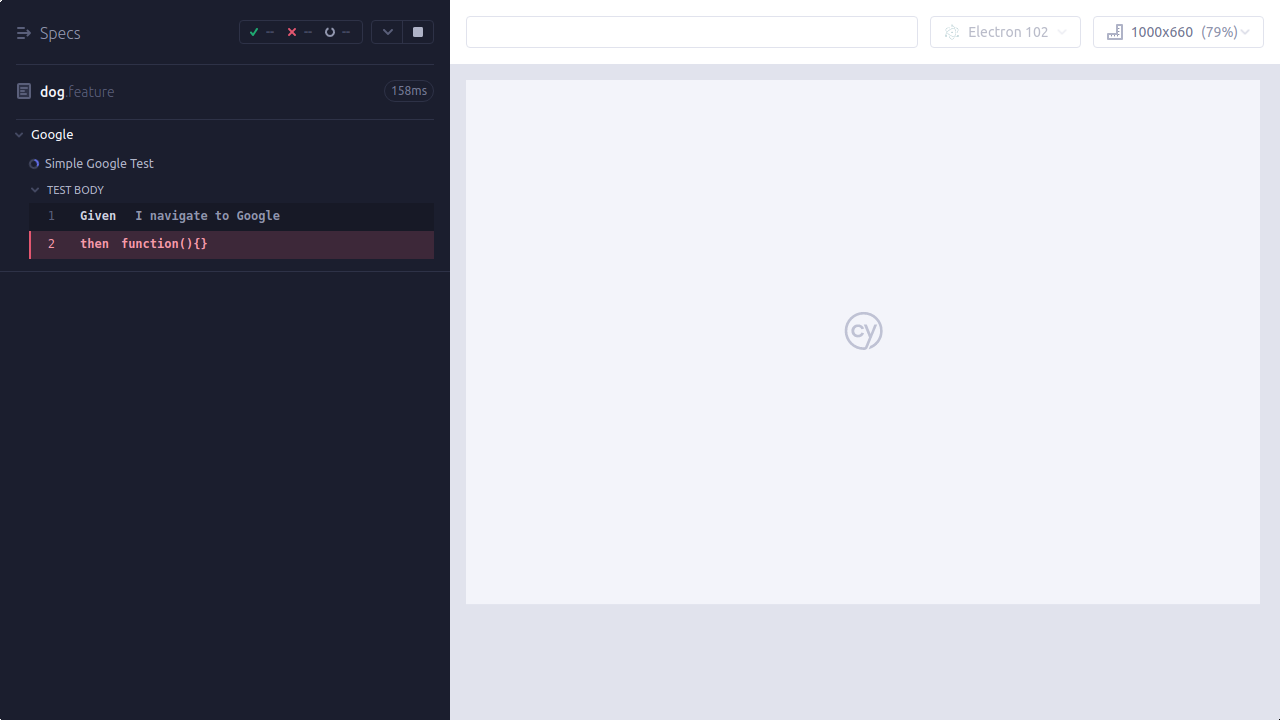 Specs
--
--
--
Electron 102
1000x660 (79%)
dog.feature
158ms
Google
Simple Google Test
TEST BODY
1 Given I navigate to Google
2 then function(){}
cy